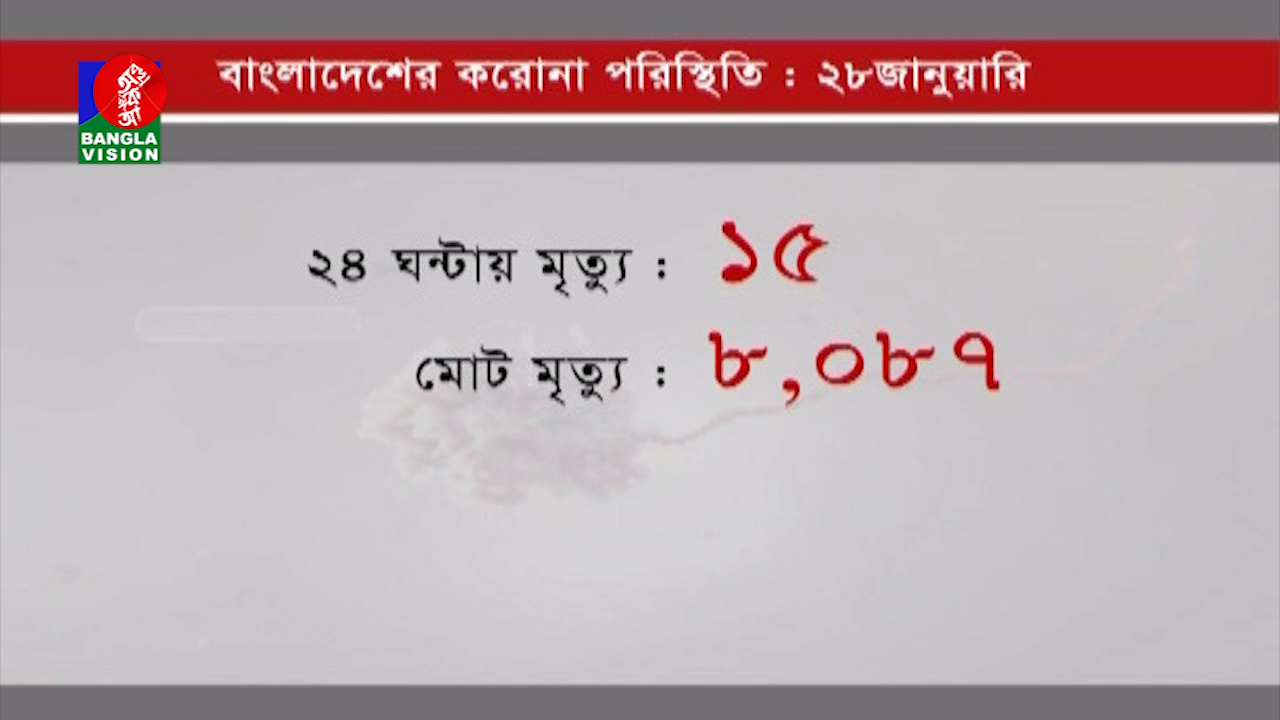 বাংলাদেশের করোনা পরিস্থিতি : ২৮জানুয়ারি
BANGLA
VISION
২৪ ঘন্টায় মৃত্যু : ১৫
মোট মৃত্যু : ৮,০৮৭